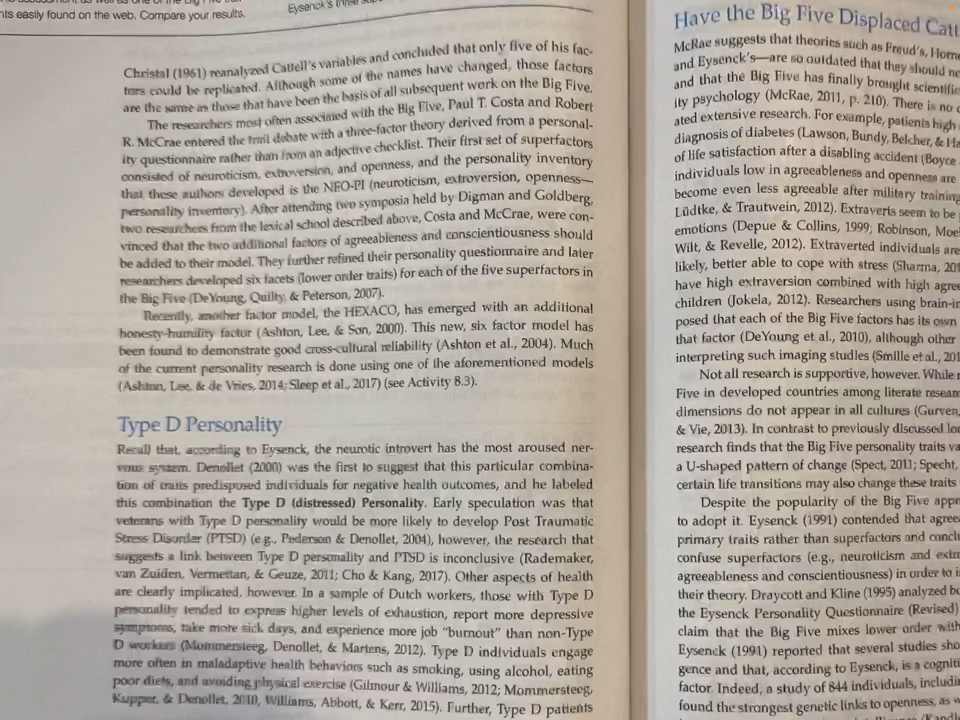 nts easily found on the web. Compare your results.
Eysenck's three sup
Christal (1961) reanalyzed Cattell's variables and concluded that only five of his fac-
tors could be replicated. Although some of the names have changed, those factors
are the same as those that have been the basis of all subsequent work on the Big Five.
The researchers most often associated with the Big Five, Paul T. Costa and Robert
R. McCrae entered the trait debate with a three-factor theory derived from a personal-
ity questionnaire rather than from an adjective checklist. Their first set of superfactors
consisted of neuroticism, extroversion, and openness, and the personality inventory
that these authors developed is the NEO-PI (neuroticism, extroversion, openness—
personality inventory). After attending two symposia held by Digman and Goldberg,
two researchers from the lexical school described above, Costa and McCrae, were con-
vinced that the two additional factors of agreeableness and conscientiousness should
be added to their model. They further refined their personality questionnaire and later
researchers developed six facets (lower order traits) for each of the five superfactors in
the Big Five (DeYoung, Quilty, & Peterson, 2007).
Recently, another factor model, the HEXACO, has emerged with an additional
honesty-humility factor (Ashton, Lee, & Son, 2000). This new, six factor model has
been found to demonstrate good cross-cultural reliability (Ashton et al., 2004). Much
of the current personality research is done using one of the aforementioned models
(Ashton, Lee, & de Vries, 2014; Sleep et al., 2017) (see Activity 8.3).
Type D Personality
Recall that, according to Eysenck, the neurotic introvert has the most aroused ner-
vous system. Denollet (2000) was the first to suggest that this particular combina-
tion of traits predisposed individuals for negative health outcomes, and he labeled
this combination the Type D (distressed) Personality. Early speculation was that
veterans with Type D personality would be more likely to develop Post Traumatic
Stress Disorder (PTSD) (e.g., Pederson & Denollet, 2004), however, the research that
suggests a link between Type D personality and PTSD is inconclusive (Rademaker,
van Zuiden, Vermettan, & Geuze, 2011; Cho & Kang, 2017). Other aspects of health
are clearly implicated, however. In a sample of Dutch workers, those with Type D
personality tended to express higher levels of exhaustion, report more depressive
symptoms, take more sick days, and experience more job "burnout" than non-Type
D workers (Mommersteeg, Denollet, & Martens, 2012). Type D individuals engage
more often in maladaptive health behaviors such as smoking, using alcohol, eating
poor diets, and avoiding physical exercise (Gilmour & Williams, 2012; Mommersteeg,
Kupper, & Denollet, 2010, Williams, Abbott, & Kerr, 2015). Further, Type D patients
Have the Big Five Displaced Catt
McRae suggests that theories such as Freud's, Horne
and Eysenck's—are so outdated that they should no
and that the Big Five has finally brought scientific
ity psychology (McRae, 2011, p. 210). There is no
ated extensive research. For example, patients high
diagnosis of diabetes (Lawson, Bundy, Belcher, & Ha
of life satisfaction after a disabling accident (Boyce
individuals low in agreeableness and openness are
become even less agreeable after military training
Lüdtke, & Trautwein, 2012). Extraverts seem to be
emotions (Depue & Collins, 1999; Robinson, Moe
Wilt, & Revelle, 2012). Extraverted individuals are
likely, better able to cope with stress (Sharma, 201
have high extraversion combined with high agree
children (Jokela, 2012). Researchers using brain-in
posed that each of the Big Five factors has its own
that factor (DeYoung et al., 2010), although other
interpreting such imaging studies (Smillie et al., 201
Not all research is supportive, however. While
Five in developed countries among literate resear
dimensions do not appear in all cultures (Gurven,
& Vie, 2013). In contrast to previously discussed lon
research finds that the Big Five personality traits va
a U-shaped pattern of change (Spect, 2011; Specht,
certain life transitions may also change these traits
Despite the popularity of the Big Five appr
to adopt it. Eysenck (1991) contended that agree
primary traits rather than superfactors and conclu
confuse superfactors (e.g., neuroticism and extr
agreeableness and conscientiousness) in order to i
their theory. Draycott and Kline (1995) analyzed bo
the Eysenck Personality Questionnaire (Revised)
claim that the Big Five mixes lower order with
Eysenck (1991) reported that several studies sho
gence and that, according to Eysenck, is a cogniti
factor. Indeed, a study of 844 individuals, includi
found the strongest genetic links to openness, as w